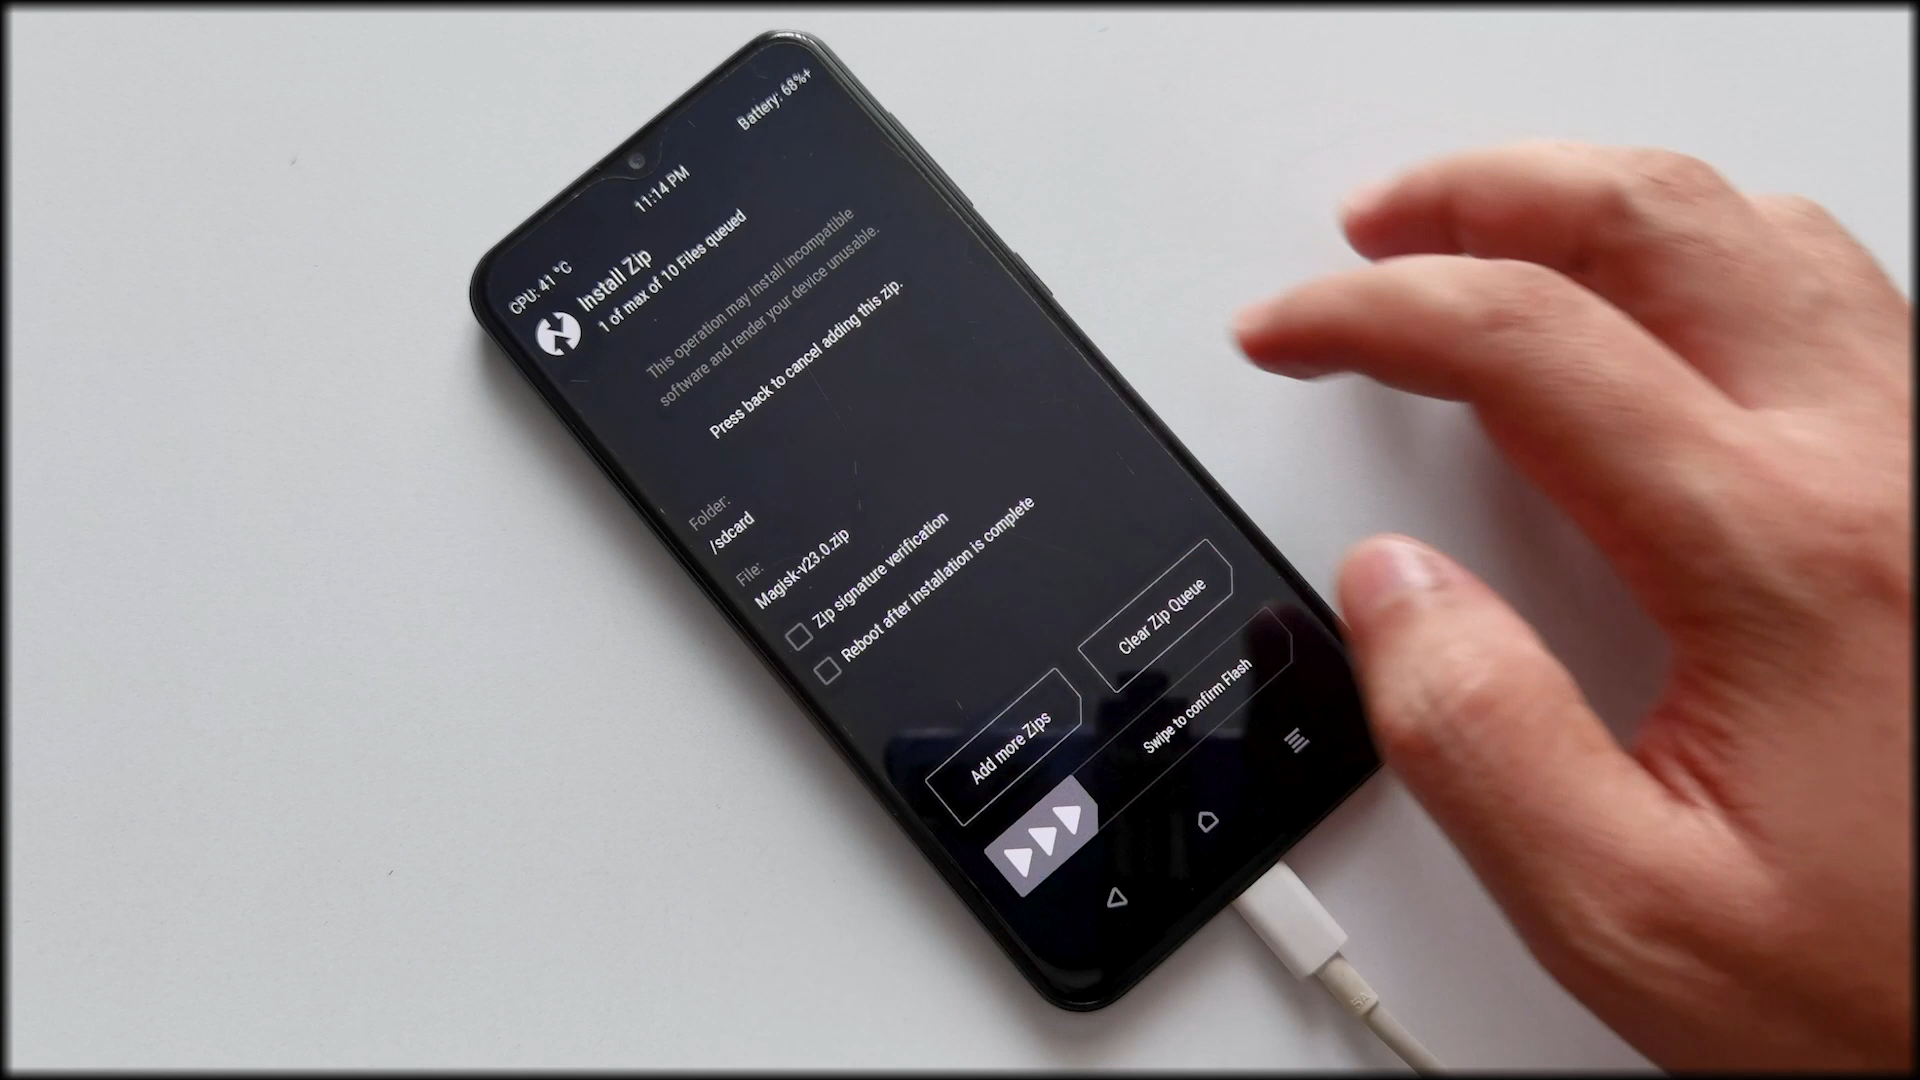 Battery: 68%+
11:14 PM
CPU: 41 °C
Install Zip
1 of max of 10 Files queued
This operation may install incompatible
software and render your device unusable.
Press back to cancel adding this zip.
Folder:
/sdcard
File:
Magisk-v23.0.zip
Zip signature verification
Reboot after installation is complete
Add more Zips
Clear Zip Queue
Swipe to confirm Flash
5A